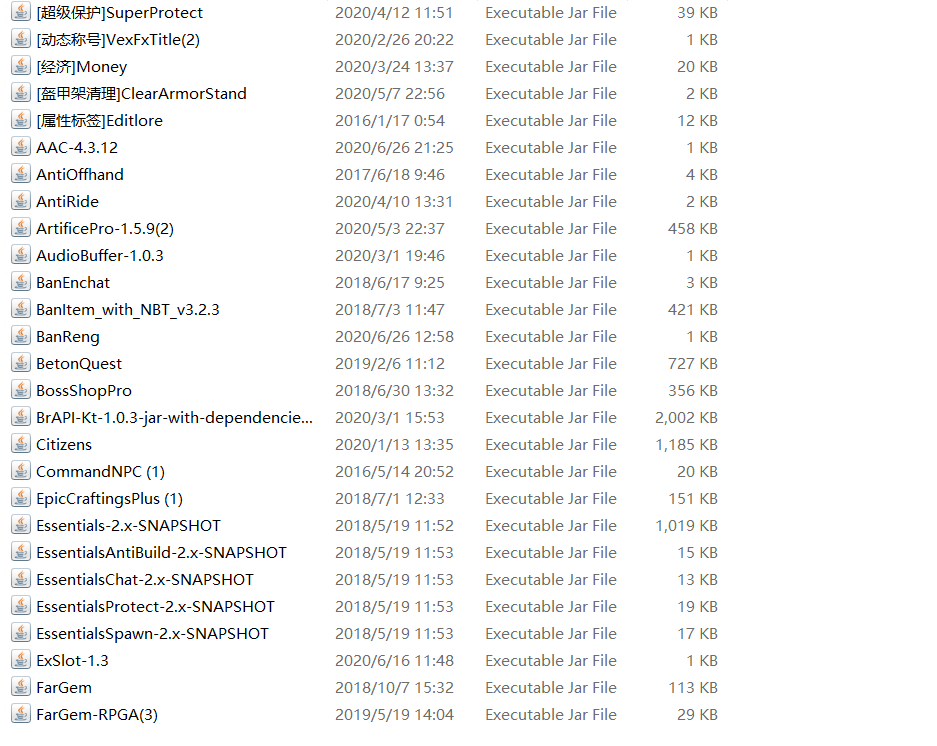 [超级保护]SuperProtect 2020/4/12 11:51 Executable Jar File 39 KB
[动态称号]VexFxTitle(2) 2020/2/26 20:22 Executable Jar File 1 KB
[经济]Money 2020/3/24 13:37 Executable Jar File 20 KB
[盔甲架清理]ClearArmorStand 2020/5/7 22:56 Executable Jar File 2 KB
[属性标签]Editlore 2016/1/17 0:54 Executable Jar File 12 KB
AAC-4.3.12 2020/6/26 21:25 Executable Jar File 1 KB
AntiOffhand 2017/6/18 9:46 Executable Jar File 4 KB
AntiRide 2020/4/10 13:31 Executable Jar File 2 KB
ArtificePro-1.5.9(2) 2020/5/3 22:37 Executable Jar File 458 KB
AudioBuffer-1.0.3 2020/3/1 19:46 Executable Jar File 1 KB
BanEnchat 2018/6/17 9:25 Executable Jar File 3 KB
BanItem_with_NBT_v3.2.3 2018/7/3 11:47 Executable Jar File 421 KB
BanReng 2020/6/26 12:58 Executable Jar File 1 KB
BetonQuest 2019/2/6 11:12 Executable Jar File 727 KB
BossShopPro 2018/6/30 13:32 Executable Jar File 356 KB
BrAPI-Kt-1.0.3-jar-with-dependencie... 2020/3/1 15:53 Executable Jar File 2,002 KB
Citizens 2020/1/13 13:35 Executable Jar File 1,185 KB
CommandNPC (1) 2016/5/14 20:52 Executable Jar File 20 KB
EpicCraftingsPlus (1) 2018/7/1 12:33 Executable Jar File 151 KB
Essentials-2.x-SNAPSHOT 2018/5/19 11:52 Executable Jar File 1,019 KB
EssentialsAntiBuild-2.x-SNAPSHOT 2018/5/19 11:53 Executable Jar File 15 KB
EssentialsChat-2.x-SNAPSHOT 2018/5/19 11:53 Executable Jar File 13 KB
EssentialsProtect-2.x-SNAPSHOT 2018/5/19 11:53 Executable Jar File 19 KB
EssentialsSpawn-2.x-SNAPSHOT 2018/5/19 11:53 Executable Jar File 17 KB
ExSlot-1.3 2020/6/16 11:48 Executable Jar File 1 KB
FarGem 2018/10/7 15:32 Executable Jar File 113 KB
FarGem-RPGA(3) 2019/5/19 14:04 Executable Jar File 29 KB